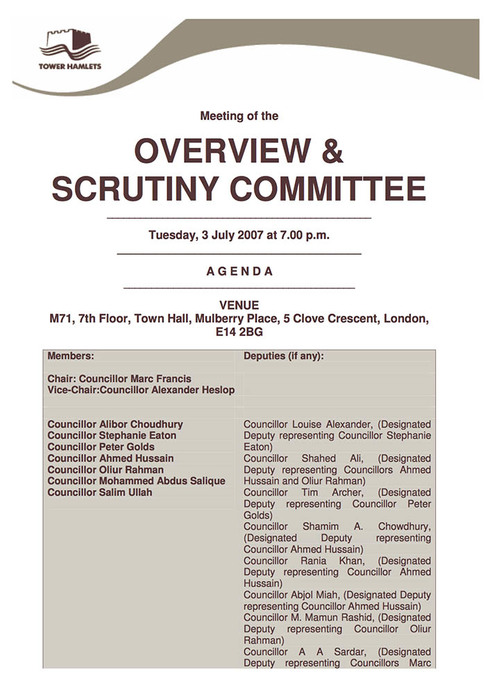 TOWER HAMLETS
Meeting of the
OVERVIEW &
SCRUTINY COMMITTEE
Tuesday, 3 July 2007 at 7.00 p.m.
A G E N D A
VENUE
M71, 7th Floor, Town Hall, Mulberry Place, 5 Clove Crescent, London,
E14 2BG
Members:
Chair: Councillor Marc Francis
Vice-Chair:Councillor Alexander Heslop
Councillor Alibor Choudhury
Councillor Stephanie Eaton
Councillor Peter Golds
Councillor Ahmed Hussain
Councillor Oliur Rahman
Councillor Mohammed Abdus Salique
Councillor Salim Ullah
Deputies (if any):
Councillor Louise Alexander, (Designated
Deputy representing Councillor Stephanie
Eaton)
Councillor Shahed Ali, (Designated
Deputy representing Councillors Ahmed
Hussain and Oliur Rahman)
Councillor Tim Archer, (Designated
Deputy representing Councillor Peter
Golds)
Councillor Shamim A. Chowdhury,
(Designated Deputy representing
Councillor Ahmed Hussain)
Councillor Rania Khan, (Designated
Deputy representing Councillor Ahmed
Hussain)
Councillor Abjol Miah, (Designated Deputy
representing Councillor Ahmed Hussain)
Councillor M. Mamun Rashid, (Designated
Deputy representing Councillor Oliur
Rahman)
Councillor A A Sardar, (Designated
Deputy representing Councillors Marc